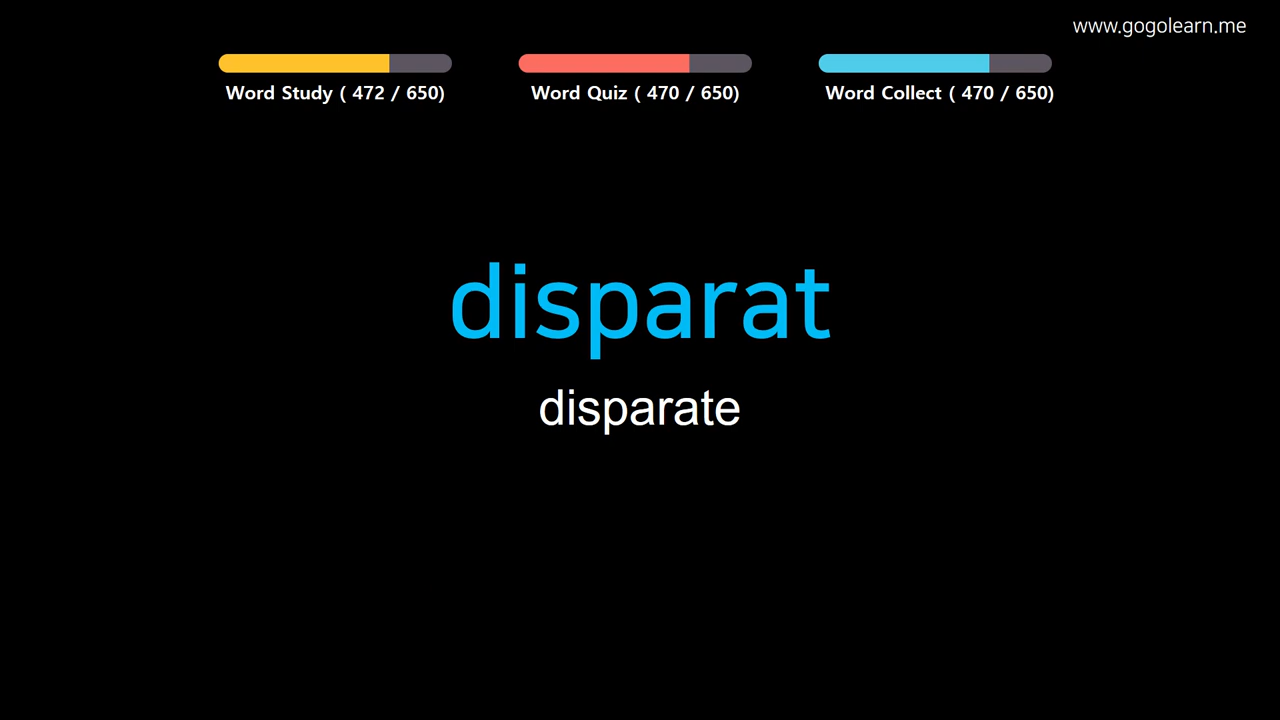 www.gogolearn.me
Word Study ( 472 / 650)
Word Quiz ( 470 / 650)
Word Collect ( 470 / 650)
disparat
disparate